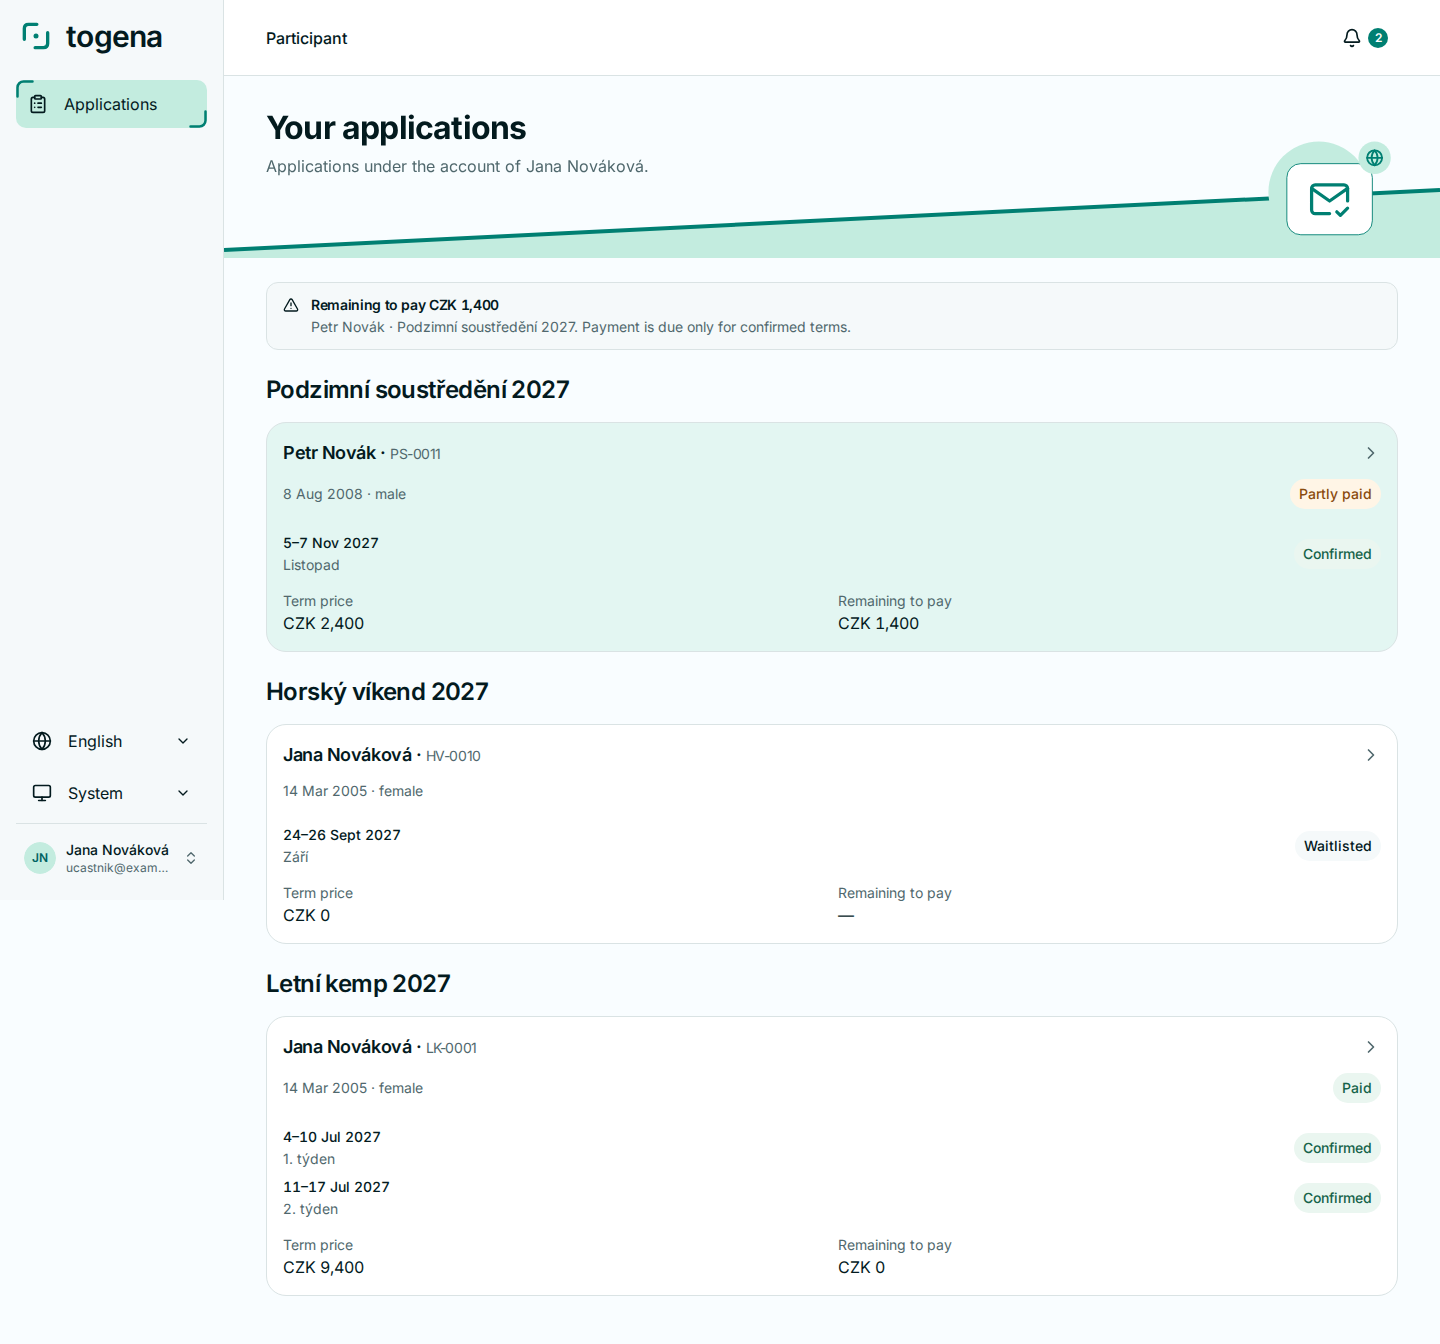 togena
Participant
2
Applications
Your applications
Applications under the account of Jana Nováková.
Remaining to pay CZK 1,400
Petr Novák · Podzimní soustředění 2027. Payment is due only for confirmed terms.
Podzimní soustředění 2027
Petr Novák · PS-0011
8 Aug 2008 · male
Partly paid
5–7 Nov 2027
Listopad
Confirmed
Term price
Remaining to pay
CZK 2,400
CZK 1,400
Horský víkend 2027
Jana Nováková · HV-0010
14 Mar 2005 · female
24–26 Sept 2027
Září
Waitlisted
Term price
Remaining to pay
CZK 0
—
Letní kemp 2027
Jana Nováková · LK-0001
14 Mar 2005 · female
Paid
4–10 Jul 2027
1. týden
Confirmed
11–17 Jul 2027
2. týden
Confirmed
Term price
Remaining to pay
CZK 9,400
CZK 0
English
System
JN
Jana Nováková
ucastnik@exam...